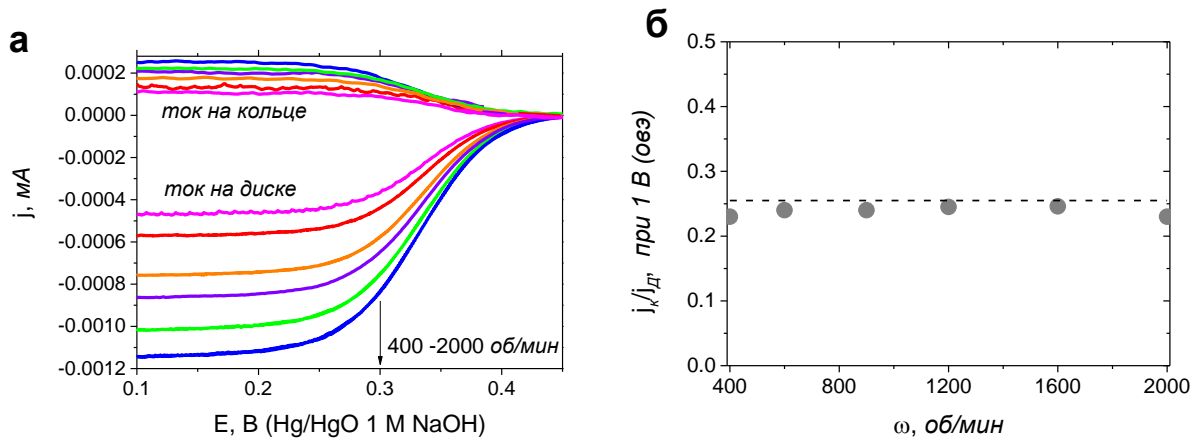 а
0.0002
0.0000
-0.0002
-0.0004
-0.0006
-0.0008
-0.0010
-0.0012
j, мА
ток на кольце
ток на диске
400 -2000 об/мин
0.1
0.2
0.3
0.4
E, В (Hg/HgO 1 M NaOH)
б
0.5
0.4
0.3
0.2
0.1
0.0
jк/jД, при 1 В (овэ)
400
800
1200
1600
2000
ω, об/мин